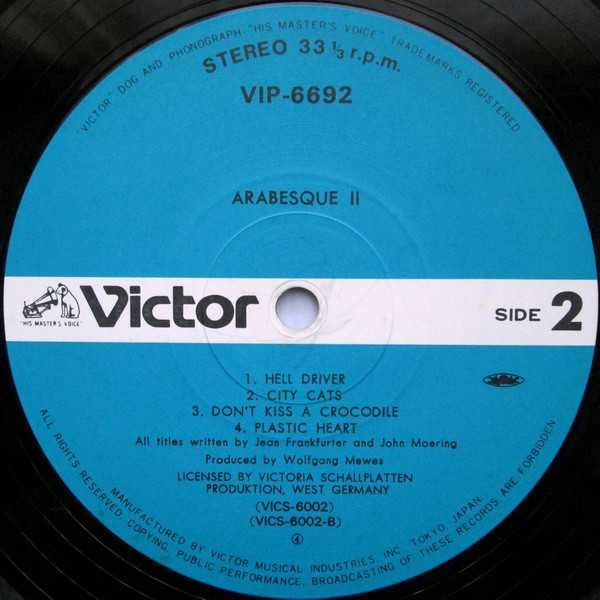 "VICTOR" DOG AND PHONOGRAPH-"HIS MASTER'S VOICE" TRADEMARKS REGISTERED
STEREO 33 1/3 r.p.m.
VIP-6692
ARABESQUE II
"HIS MASTER'S VOICE"
Victor
SIDE 2
1. HELL DRIVER
2. CITY CATS
3. DON'T KISS A CROCODILE
4. PLASTIC HEART
All titles written by Jean Frankfurter and John Moering
Produced by Wolfgang Mewes
LICENSED BY VICTORIA SCHALLPLATTEN
PRODUKTION, WEST GERMANY
(VICS-6002)
(VICS-6002-B)
④
MANUFACTURED BY VICTOR MUSICAL INDUSTRIES, INC. TOKYO, JAPAN.
ALL RIGHTS RESERVED, COPYING, PUBLIC PERFORMANCE, BROADCASTING OF THESE RECORDS ARE FORBIDDEN